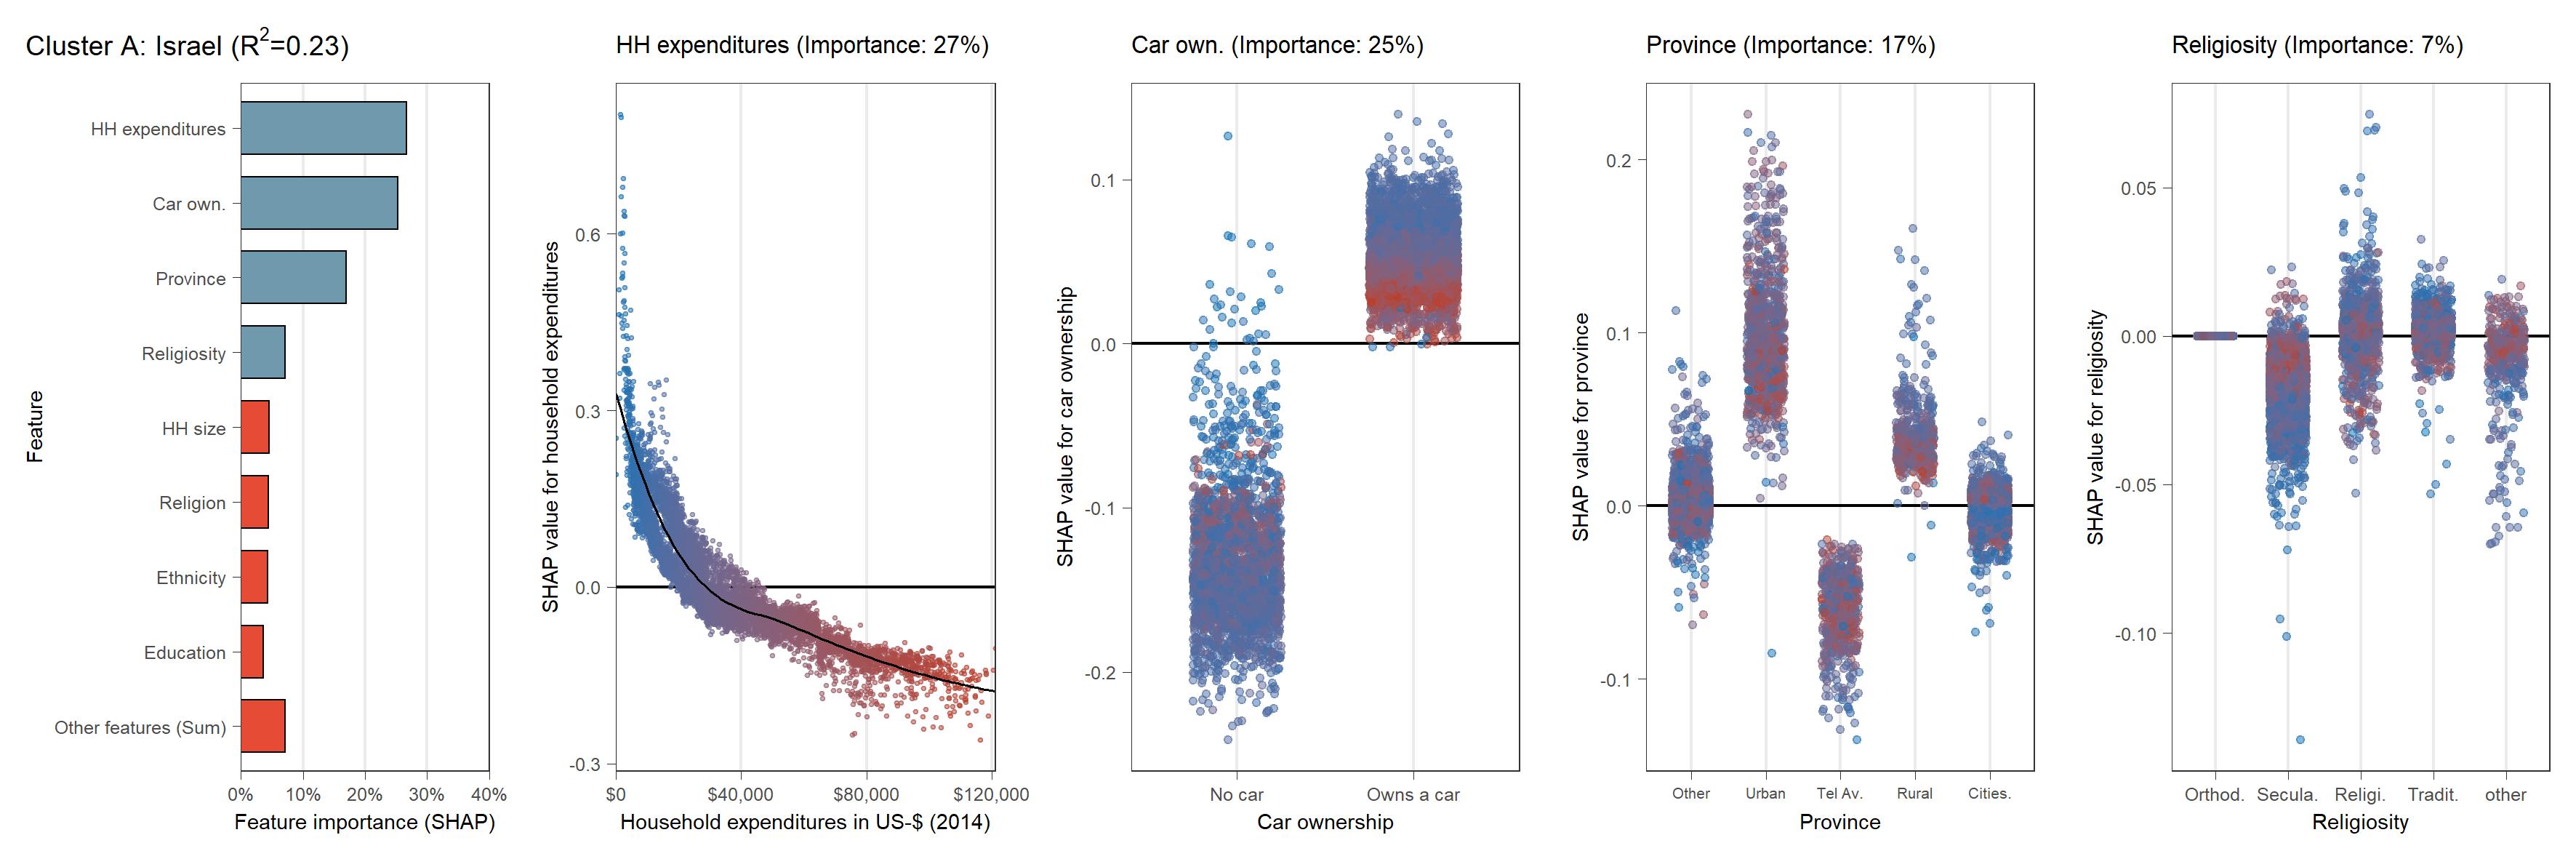 Cluster A: Israel (R²=0.23)
HH expenditures
Car own.
Province
Religiosity
HH size
Religion
Ethnicity
Education
Other features (Sum)
Feature
0% 10% 20% 30% 40%
Feature importance (SHAP)
HH expenditures (Importance: 27%)
SHAP value for household expenditures
0.6
0.3
0.0
-0.3
$0 $40,000 $80,000 $120,000
Household expenditures in US-$ (2014)
Car own. (Importance: 25%)
SHAP value for car ownership
0.1
0.0
-0.1
-0.2
No car Owns a car
Car ownership
Province (Importance: 17%)
SHAP value for province
0.2
0.1
0.0
-0.1
Other Urban Tel Av. Rural Cities.
Province
Religiosity (Importance: 7%)
SHAP value for religiosity
0.05
0.00
-0.05
-0.10
Orthod. Secula. Religi. Tradit. other
Religiosity